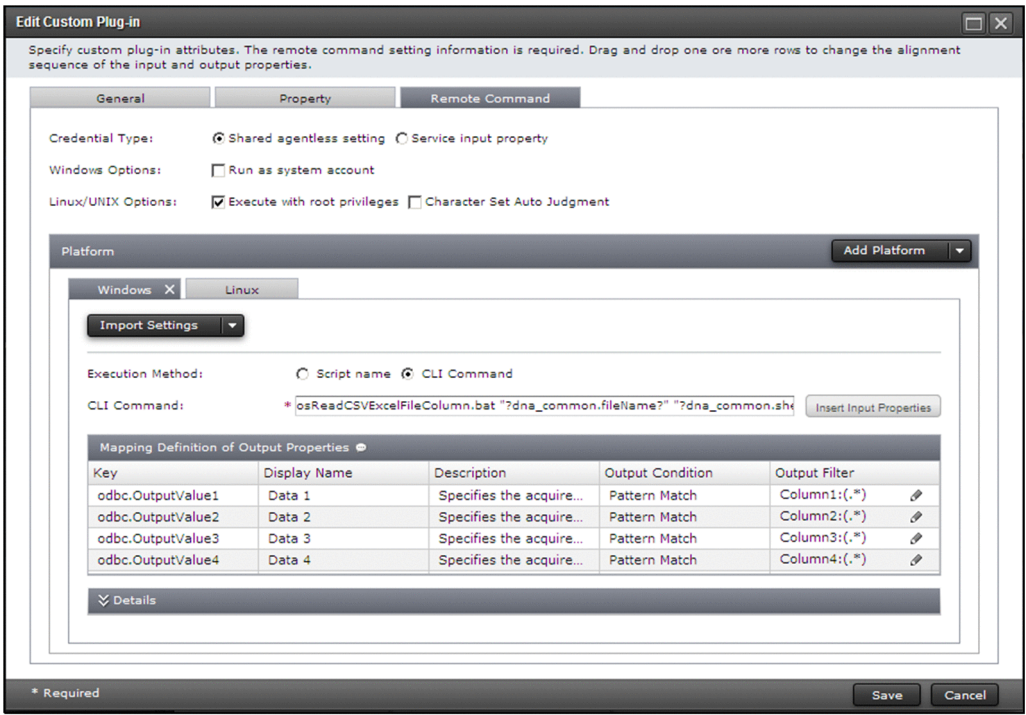 Edit Custom Plug-in
Specify custom plug-in attributes. The remote command setting information is required. Drag and drop one ore more rows to change the alignment
sequence of the input and output properties.
General Property Remote Command
Credential Type: Shared agentless setting Service input property
Windows Options: Run as system account
Linux/UNIX Options: Execute with root privileges Character Set Auto Judgment
Platform Add Platform
Windows Linux
Import Settings
Execution Method: Script name CLI Command
CLI Command: * osReadCSVExcelFileColumn.bat "?dna_common.fileName?" "?dna_common.she Insert Input Properties
Mapping Definition of Output Properties
Key Display Name Description Output Condition Output Filter
odbc.OutputValue1 Data 1 Specifies the acquire... Pattern Match Column1:(.*)
odbc.OutputValue2 Data 2 Specifies the acquire... Pattern Match Column2:(.*)
odbc.OutputValue3 Data 3 Specifies the acquire... Pattern Match Column3:(.*)
odbc.OutputValue4 Data 4 Specifies the acquire... Pattern Match Column4:(.*)
Details
* Required Save Cancel